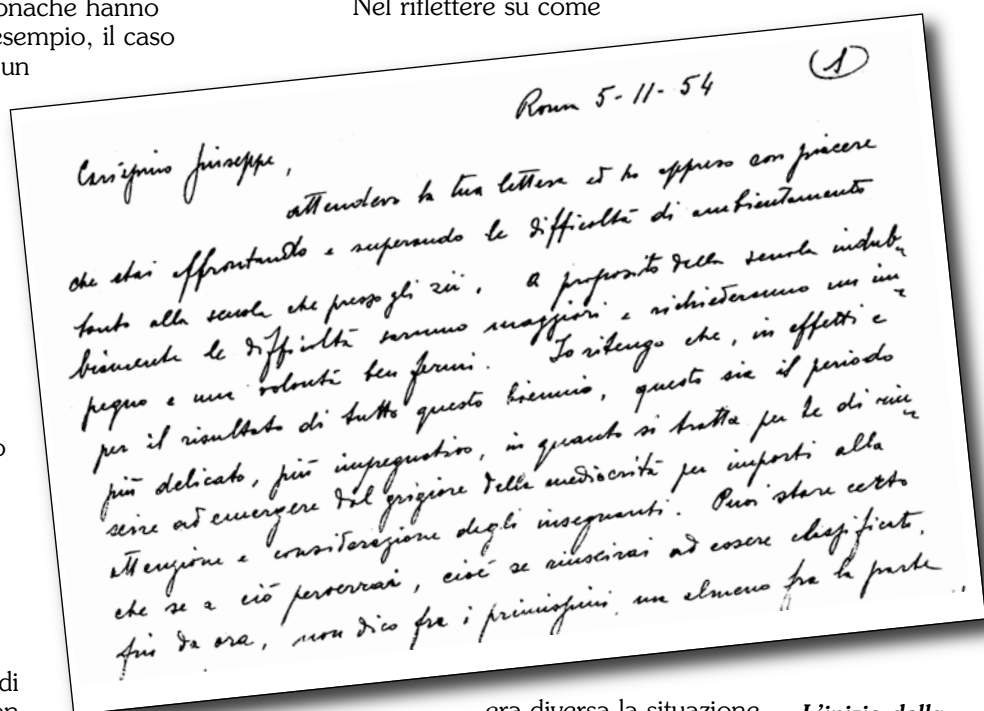 onache hanno
esempio, il caso
un
Nel riflettere su come
1
Roma 5-11-54
Carissimo Giuseppe,
attendevo la tua lettera ed ho appreso con piacere
che stai affrontando e superando le difficoltà di ambientamento
tanto alla scuola che presso gli zii. A proposito della scuola indub-
biamente le difficoltà saranno maggiori e richiederanno un im-
pegno e una volontà ben fermi. Io ritengo che, in effetti e
per il risultato di tutto questo biennio, questo sia il periodo
più delicato, più impegnativo, in quanto si tratta per te di riu-
scire ad emergere dal grigiore della mediocrità per importi alla
attenzione e considerazione degli insegnanti. Puoi stare certo
che se a ciò perverrai, cioè se riuscirai ad essere classificato,
fin da ora, non dico fra i primissimi, ma almeno fra la parte
o
di
era diversa la situazione
L'inizio della